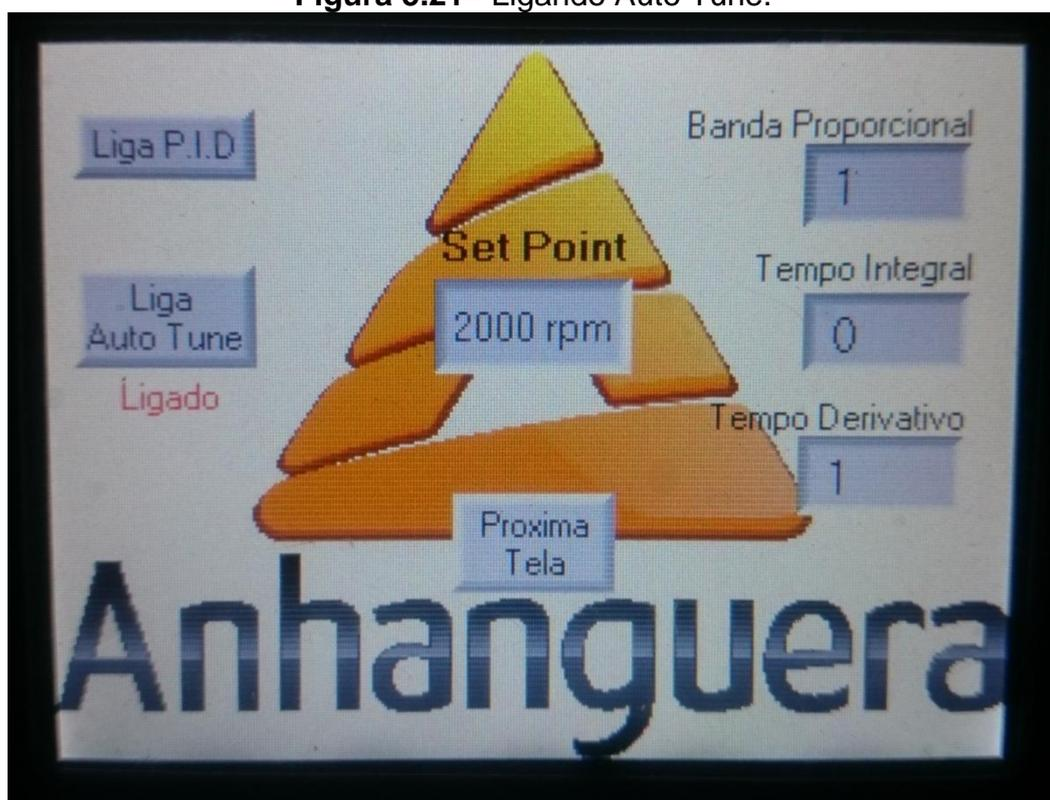 Ligando Auto Tune.
Liga P.I.D
Liga
Auto Tune
Ligado
Set Point
2000 rpm
Banda Proporcional
1
Tempo Integral
0
Tempo Derivativo
1
Proxima
Tela
Anhanguera